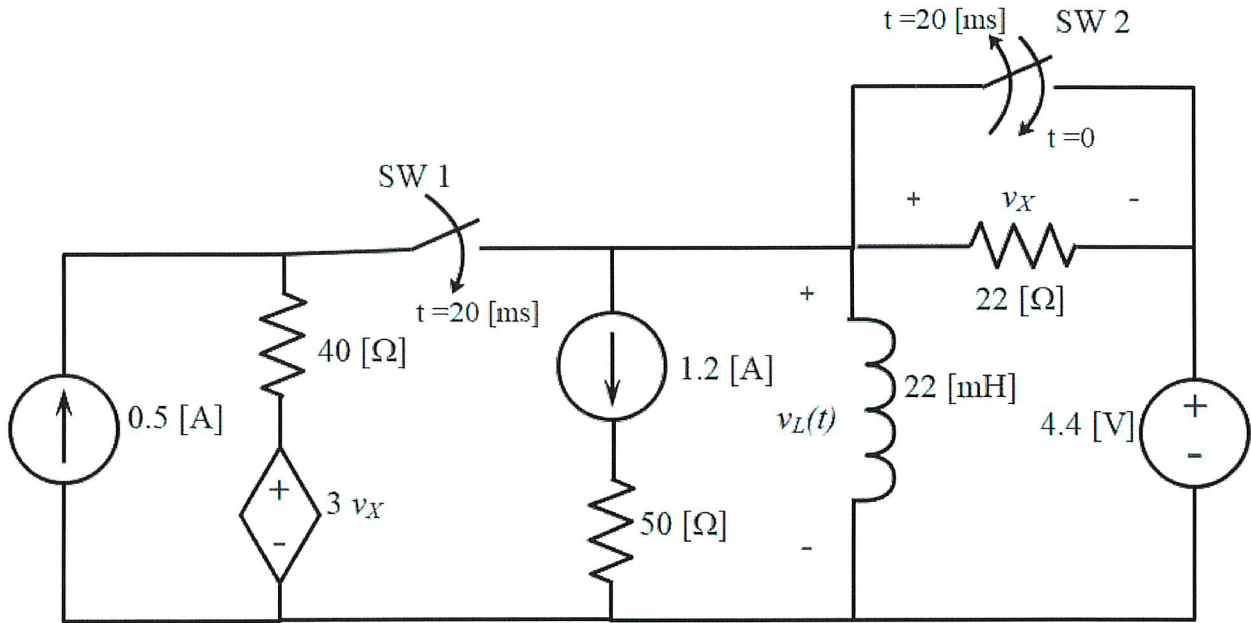 t =20 [ms]
SW 2
t =0
SW 1
+ vX -
t =20 [ms]
22 [Ω]
+
40 [Ω]
1.2 [A]
22 [mH]
0.5 [A]
vL(t)
4.4 [V]
+
-
+
-
3 vX
50 [Ω]
-